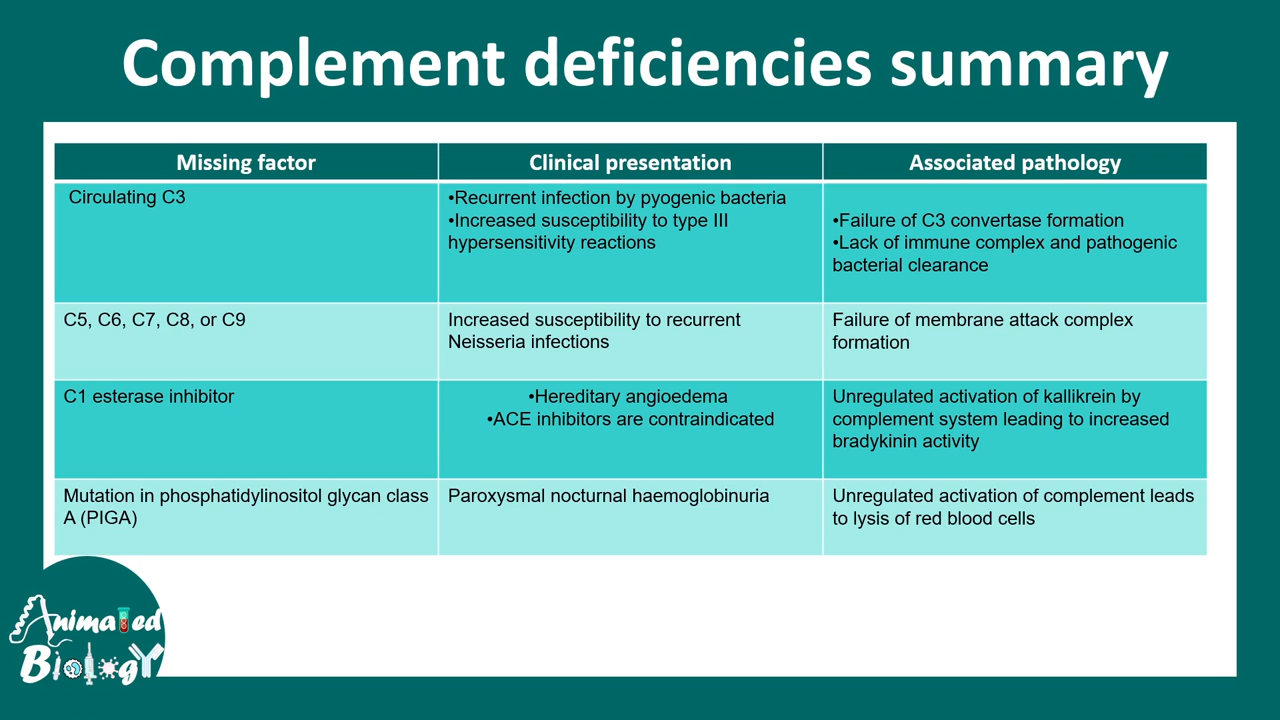 Complement deficiencies summary
Missing factor
Clinical presentation
Associated pathology
Circulating C3
•Recurrent infection by pyogenic bacteria
•Increased susceptibility to type III
hypersensitivity reactions
•Failure of C3 convertase formation
•Lack of immune complex and pathogenic
bacterial clearance
C5, C6, C7, C8, or C9
Increased susceptibility to recurrent
Neisseria infections
Failure of membrane attack complex
formation
C1 esterase inhibitor
•Hereditary angioedema
•ACE inhibitors are contraindicated
Unregulated activation of kallikrein by
complement system leading to increased
bradykinin activity
Mutation in phosphatidylinositol glycan class
A (PIGA)
Paroxysmal nocturnal haemoglobinuria
Unregulated activation of complement leads
to lysis of red blood cells
Animated
Biology